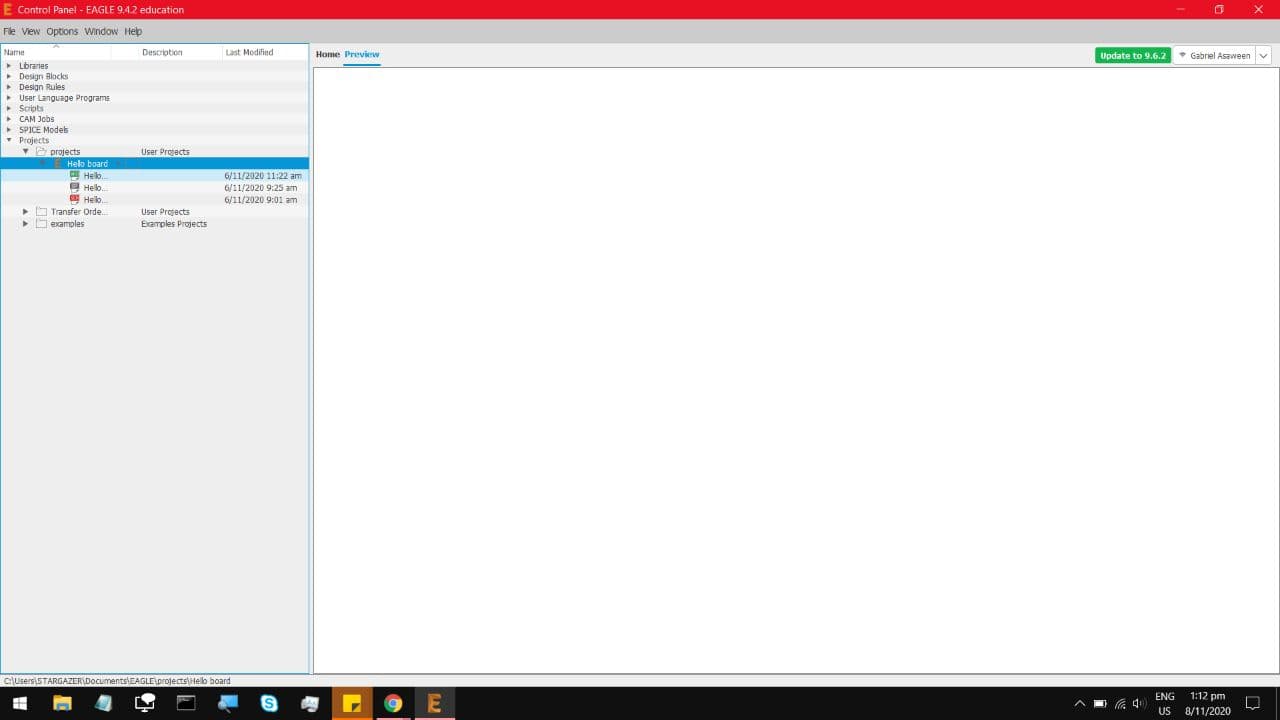 Control Panel - EAGLE 9.4.2 education
File View Options Window Help
Name Description Last Modified
Home Preview
Update to 9.6.2
Gabriel Asaween
Libraries
Design Blocks
Design Rules
User Language Programs
Scripts
CAM Jobs
SPICE Models
Projects
projects User Projects
Hello board
Hello... 6/11/2020 11:22 am
Hello... 6/11/2020 9:25 am
Hello... 6/11/2020 9:01 am
Transfer Orde... User Projects
examples Examples Projects
C:\Users\STARGAZER\Documents\EAGLE\projects\Hello board
ENG 1:12 pm
US 8/11/2020